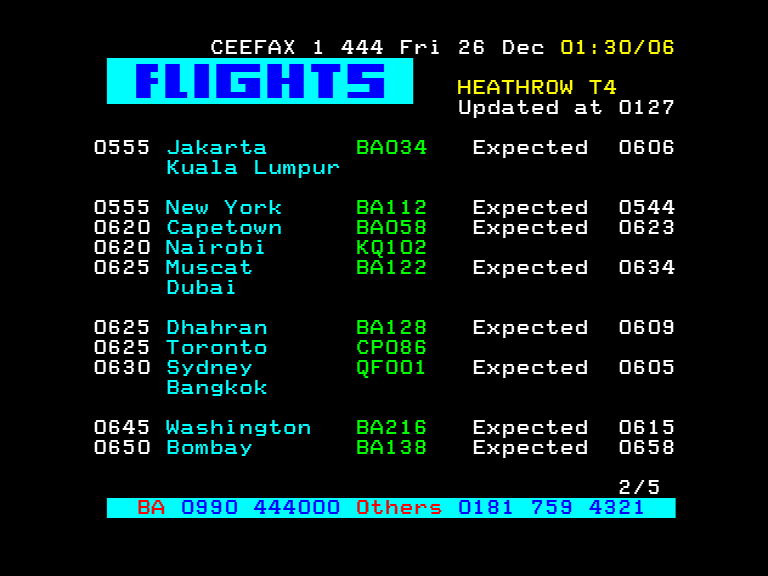 CEEFAX 1 444 Fri 26 Dec 01:30/06
FLIGHTS
HEATHROW T4
Updated at 0127
0555 Jakarta BA034 Expected 0606
Kuala Lumpur
0555 New York BA112 Expected 0544
0620 Capetown BA058 Expected 0623
0620 Nairobi KQ102
0625 Muscat BA122 Expected 0634
Dubai
0625 Dhahran BA128 Expected 0609
0625 Toronto CP086
0630 Sydney QF001 Expected 0605
Bangkok
0645 Washington BA216 Expected 0615
0650 Bombay BA138 Expected 0658
2/5
BA 0990 444000 Others 0181 759 4321